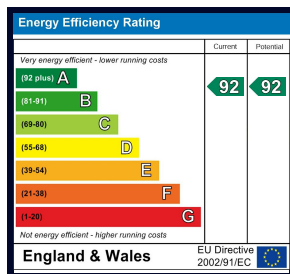 Energy Efficiency Rating
Current Potential
Very energy efficient - lower running costs
(92 plus) A
92 92
(81-91) B
(69-80) C
(55-68) D
(39-54) E
(21-38) F
(1-20) G
Not energy efficient - higher running costs
England & Wales
EU Directive
2002/91/EC